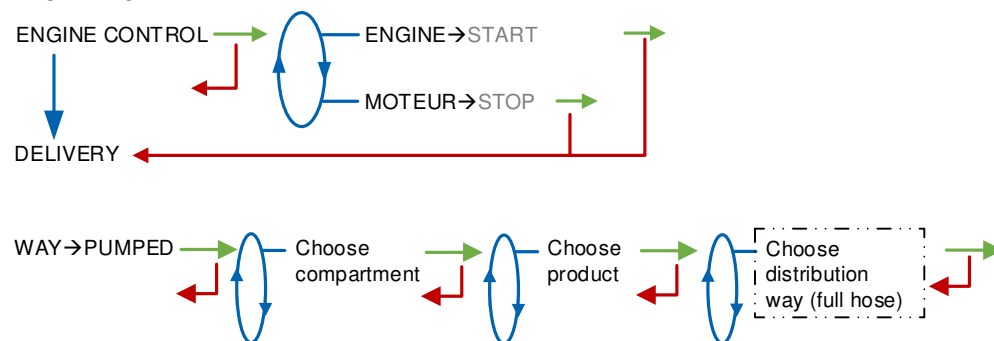 ENGINE CONTROL
ENGINE→START
MOTEUR→STOP
DELIVERY
WAY→PUMPED
Choose
compartment
Choose
product
Choose
distribution
way (full hose)